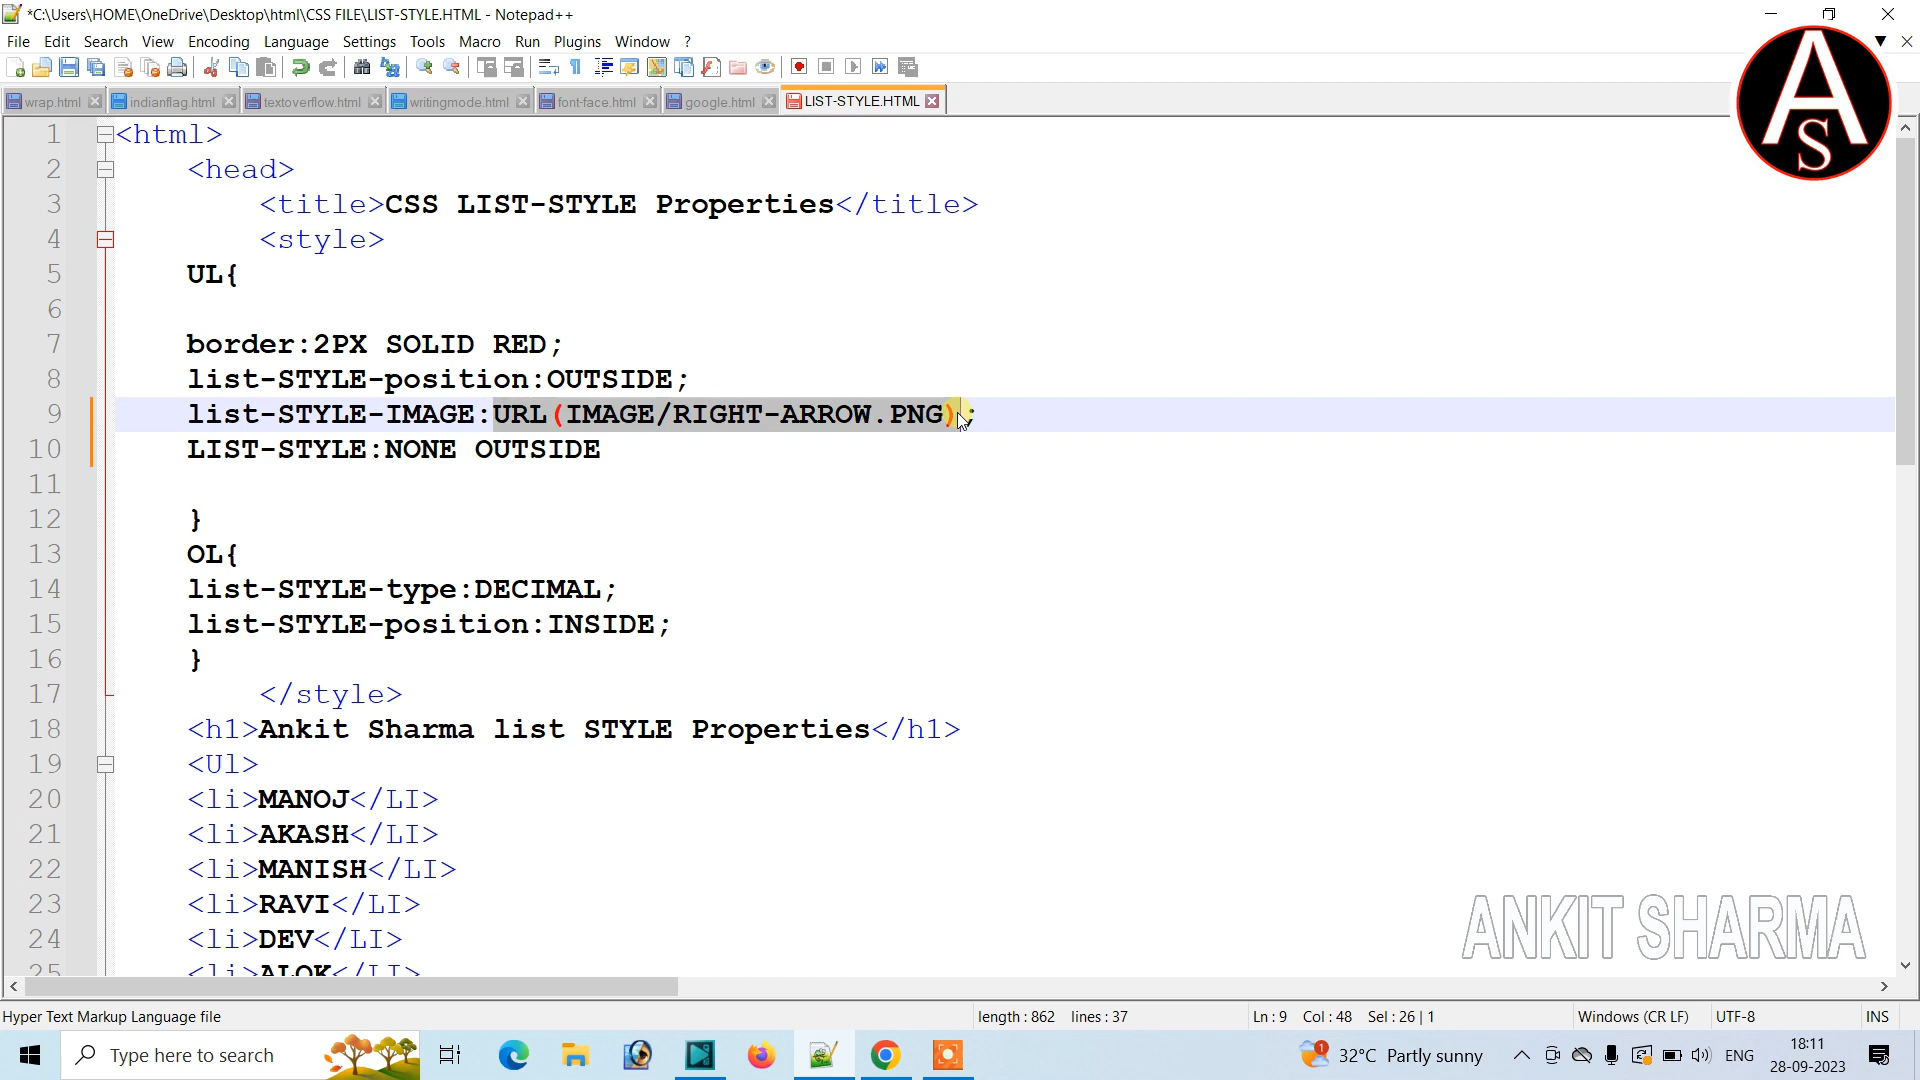 *C:\Users\HOME\OneDrive\Desktop\html\CSS FILE\LIST-STYLE.HTML - Notepad++
File Edit Search View Encoding Language Settings Tools Macro Run Plugins Window ?
wrap.html indianflag.html textoverflow.html writingmode.html font-face.html google.html LIST-STYLE.HTML
AS
1 <html>
2 <head>
3 <title>CSS LIST-STYLE Properties</title>
4 <style>
5 UL{
6
7 border:2PX SOLID RED;
8 list-STYLE-position:OUTSIDE;
9 list-STYLE-IMAGE:URL(IMAGE/RIGHT-ARROW.PNG);
10 LIST-STYLE:NONE OUTSIDE
11
12 }
13 OL{
14 list-STYLE-type:DECIMAL;
15 list-STYLE-position:INSIDE;
16 }
17 </style>
18 <h1>Ankit Sharma list STYLE Properties</h1>
19 <Ul>
20 <li>MANOJ</LI>
21 <li>AKASH</LI>
22 <li>MANISH</LI>
23 <li>RAVI</LI>
24 <li>DEV</LI>
25 <li>ALOK</LI>
ANKIT SHARMA
Hyper Text Markup Language file length : 862 lines : 37 Ln : 9 Col : 48 Sel : 26 | 1 Windows (CR LF) UTF-8 INS
Type here to search 1 32°C Partly sunny ENG 18:11
28-09-2023